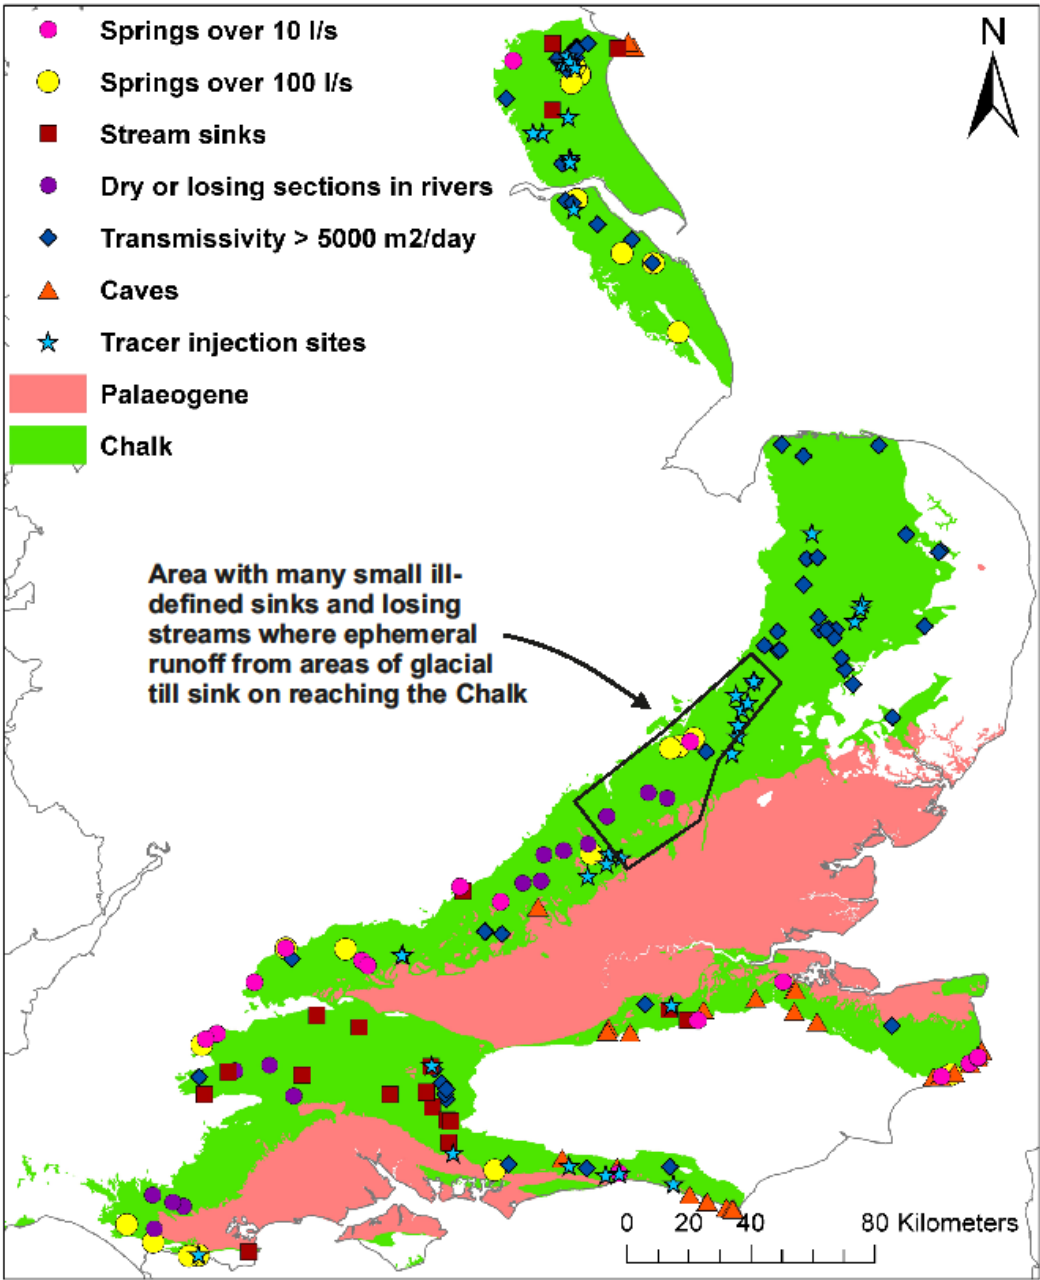 Springs over 10 l/s
Springs over 100 l/s
Stream sinks
Dry or losing sections in rivers
Transmissivity > 5000 m2/day
Caves
Tracer injection sites
Palaeogene
Chalk
N
Area with many small ill-
defined sinks and losing
streams where ephemeral
runoff from areas of glacial
till sink on reaching the Chalk
0 20 40 80 Kilometers